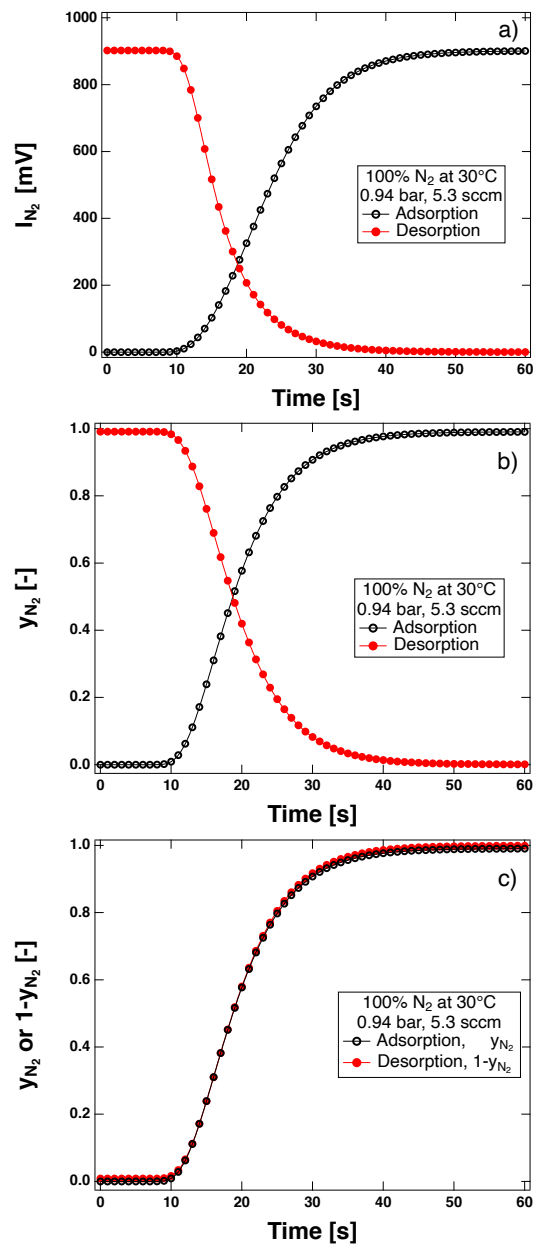 a)
1000
800
600
400
200
0
I_N₂ [mV]
100% N₂ at 30°C
0.94 bar, 5.3 sccm
Adsorption
Desorption
0 10 20 30 40 50 60
Time [s]
b)
1.0
0.8
0.6
0.4
0.2
0.0
y_N₂ [-]
100% N₂ at 30°C
0.94 bar, 5.3 sccm
Adsorption
Desorption
0 10 20 30 40 50 60
Time [s]
c)
1.0
0.8
0.6
0.4
0.2
0.0
y_N₂ or 1-y_N₂ [-]
100% N₂ at 30°C
0.94 bar, 5.3 sccm
Adsorption, y_N₂
Desorption, 1-y_N₂
0 10 20 30 40 50 60
Time [s]